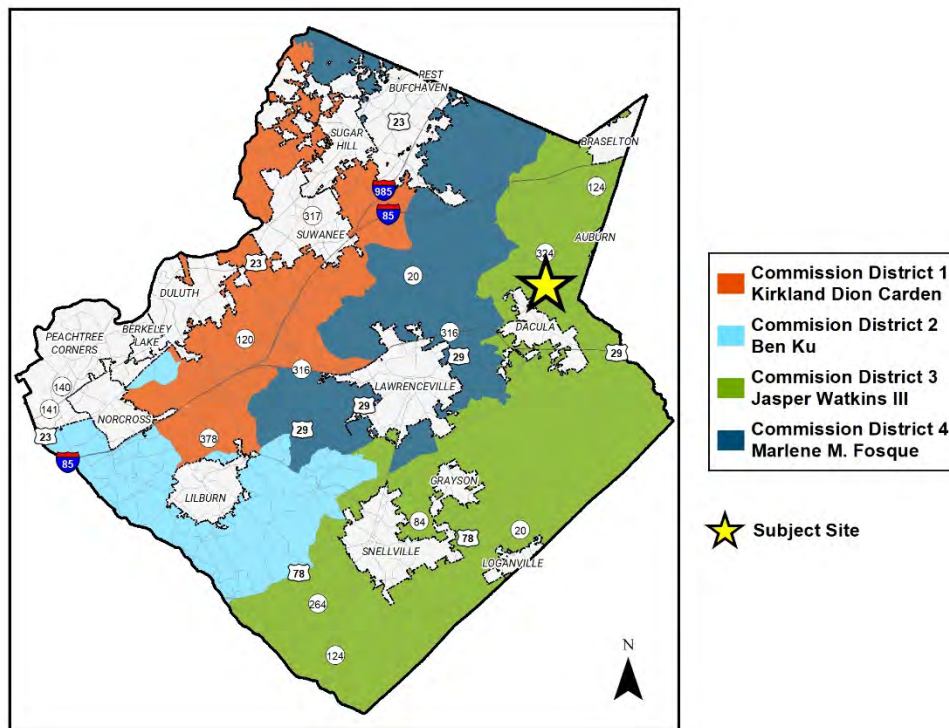 REST
BUFCHAVEN
23
SUGAR
HILL
BRASELTON
985
124
85
317
SUWANEE
AUBURN
23
324
20
DULUTH
DACULA
PEACHTREE
CORNERS
BERKELEY
LAKE
120
316
29
29
316
140
LAWRENCEVILLE
141
29
NORCROSS
23
378
29
85
LILBURN
GRAYSON
84
20
78
SNELLVILLE
LOGANVILLE
78
264
124
N
Commission District 1
Kirkland Dion Carden
Commision District 2
Ben Ku
Commision District 3
Jasper Watkins III
Commision District 4
Marlene M. Fosque
Subject Site